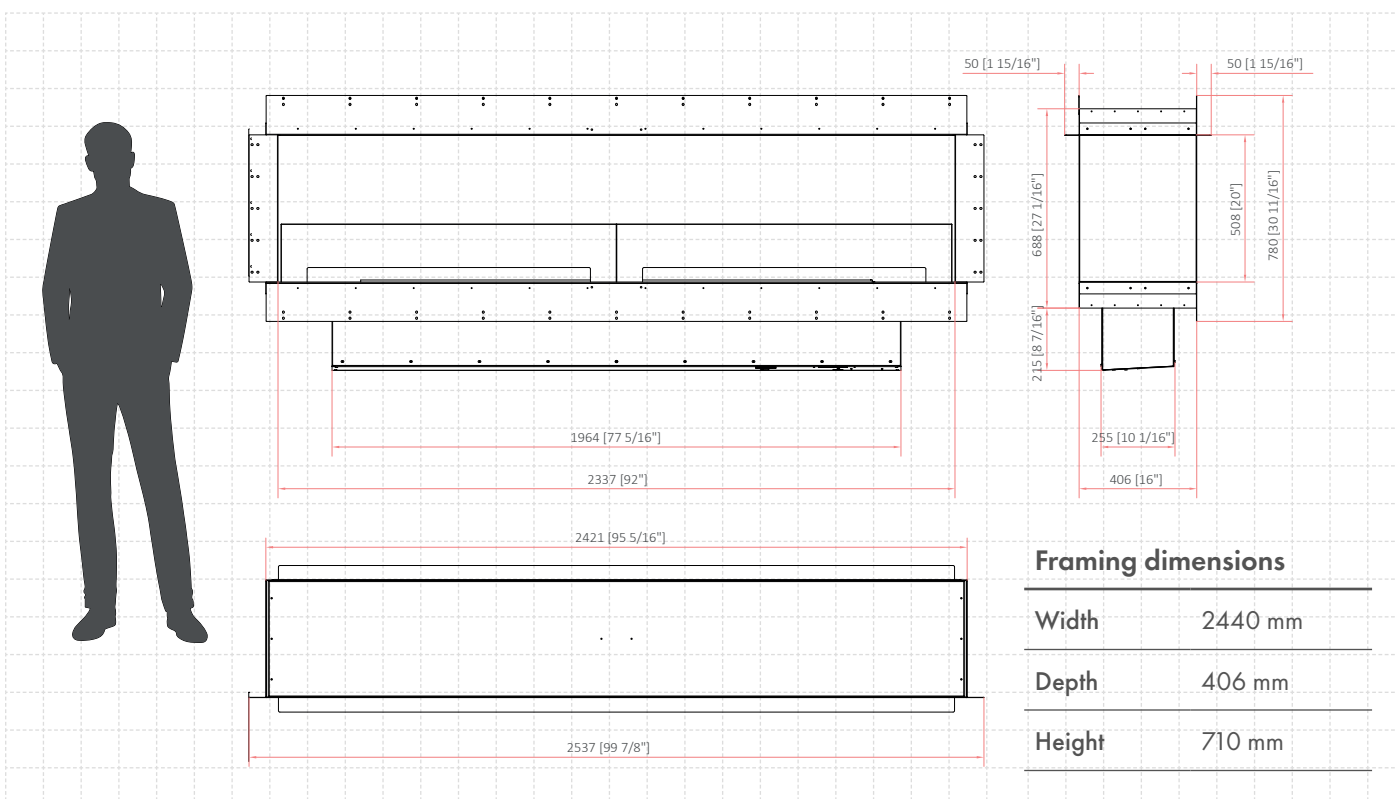 50 [1 15/16"]
50 [1 15/16"]
688 [27 1/16"]
508 [20"]
780 [30 11/16"]
215 [8 7/16"]
1964 [77 5/16"]
255 [10 1/16"]
2337 [92"]
406 [16"]
2421 [95 5/16"]
Framing dimensions
Width 2440 mm
Depth 406 mm
Height 710 mm
2537 [99 7/8"]